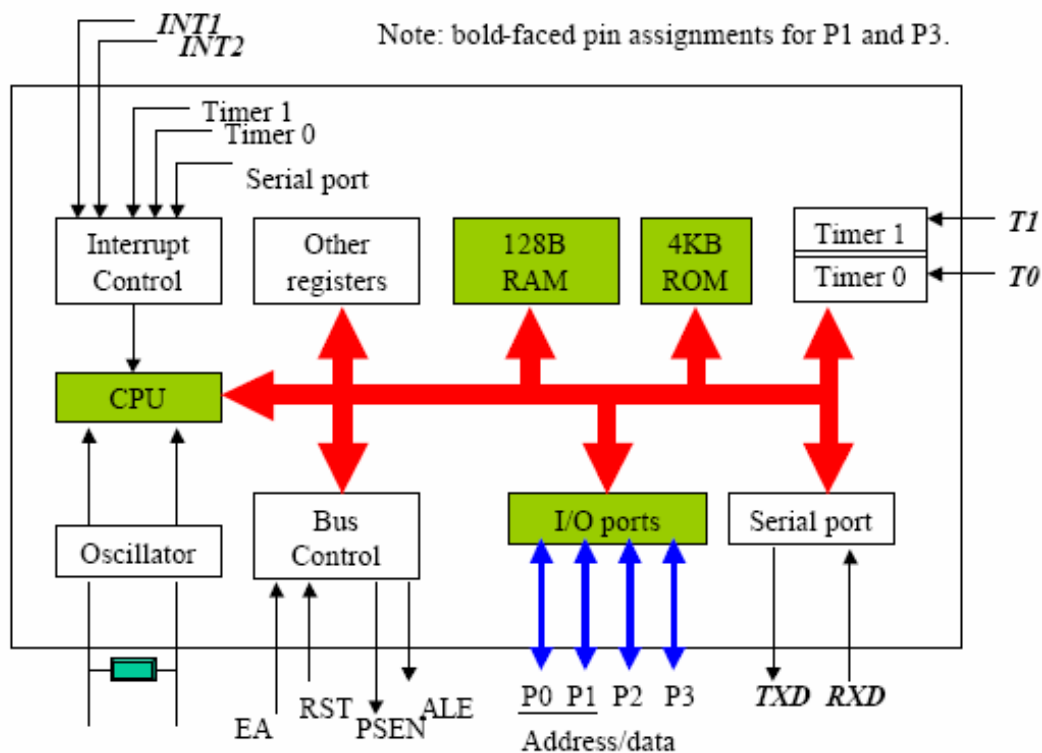 INT1
INT2
Note: bold-faced pin assignments for P1 and P3.
Timer 1
Timer 0
Serial port
Interrupt
Control
Other
registers
128B
RAM
4KB
ROM
Timer 1
Timer 0
T1
T0
CPU
Oscillator
Bus
Control
I/O ports
Serial port
EA
RST
PSEN
ALE
P0 P1 P2 P3
Address/data
TXD RXD